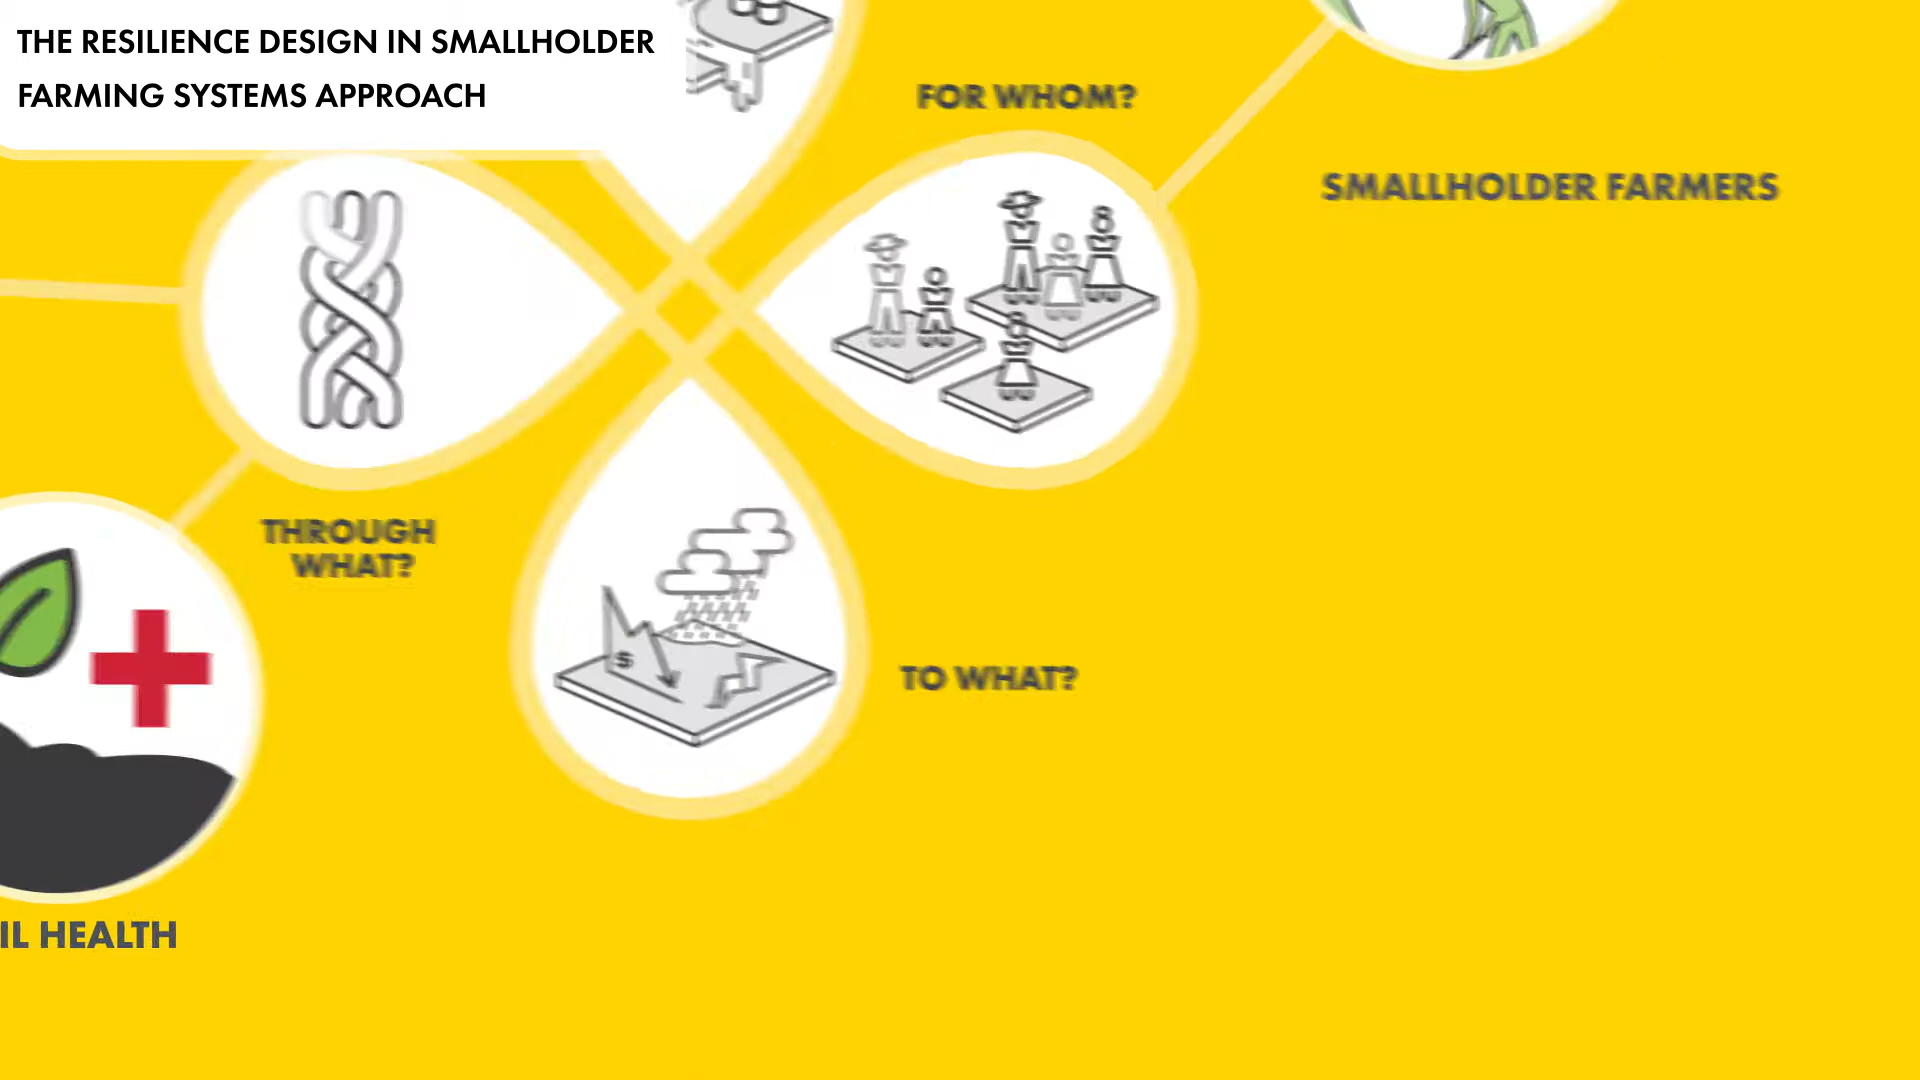 THE RESILIENCE DESIGN IN SMALLHOLDER
FARMING SYSTEMS APPROACH
FOR WHOM?
SMALLHOLDER FARMERS
THROUGH
WHAT?
$
TO WHAT?
IL HEALTH